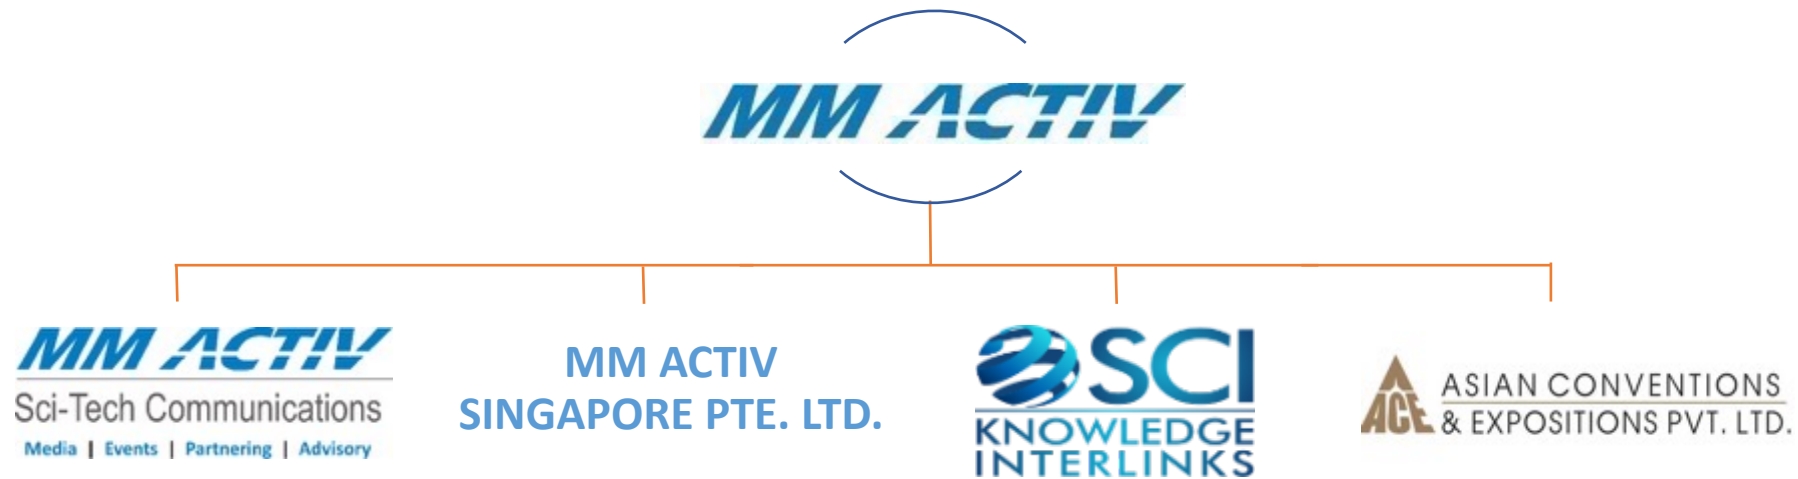 MM ACTIV
MM ACTIV
Sci-Tech Communications
Media | Events | Partnering | Advisory
MM ACTIV
SINGAPORE PTE. LTD.
SCI
KNOWLEDGE
INTERLINKS
ACE
ASIAN CONVENTIONS
& EXPOSITIONS PVT. LTD.